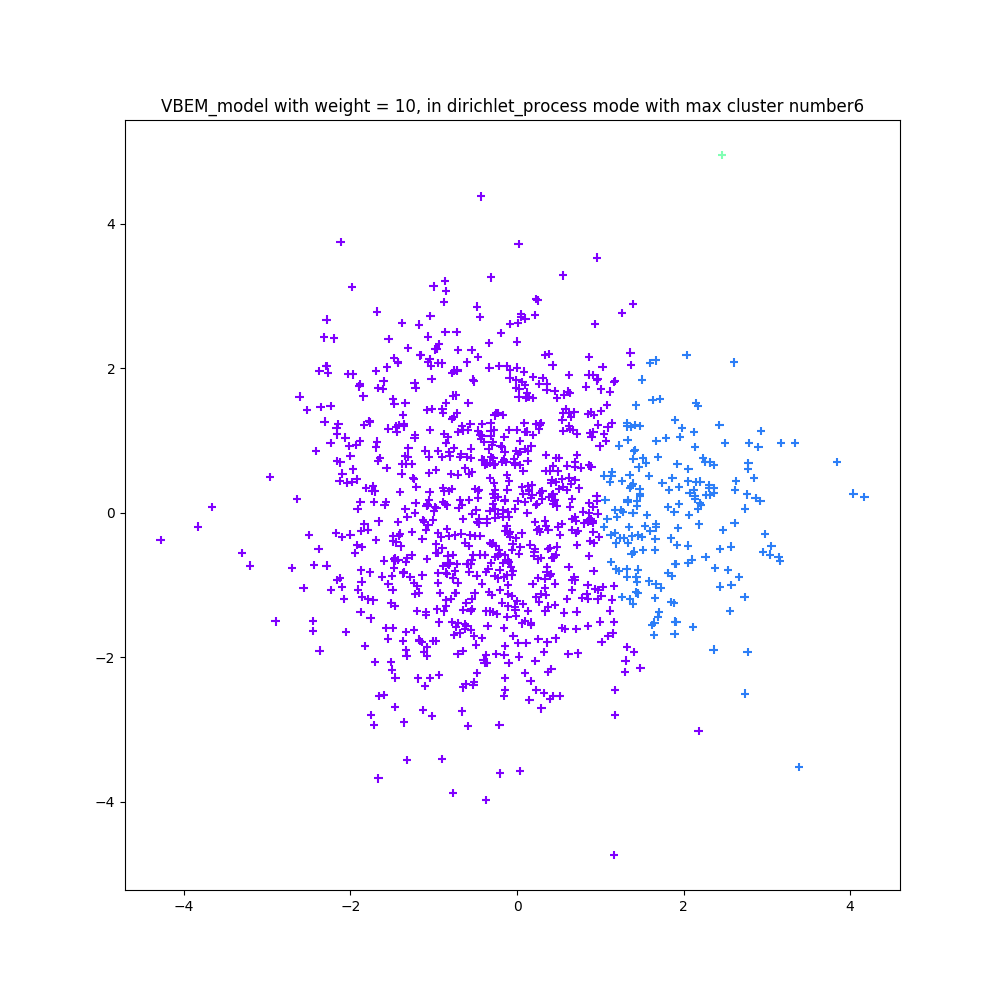 VBEM_model with weight = 10, in dirichlet_process mode with max cluster number6
4
2
0
−2
−4
−4 −2 0 2 4